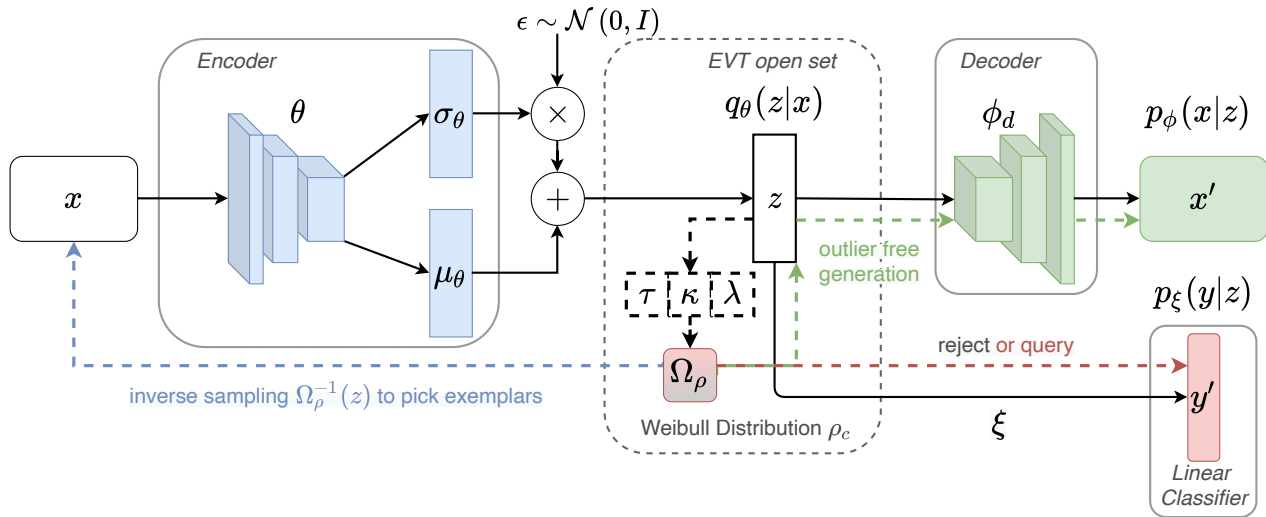 ϵ ∼ 𝒩 (0, I)
Encoder
EVT open set
Decoder
θ
σ_θ
×
q_θ(z|x)
ϕ_d
p_ϕ(x|z)
x
+
z
x′
μ_θ
outlier free
generation
τ κ λ
p_ξ(y|z)
Ω_ρ
reject or query
inverse sampling Ω_ρ^{-1}(z) to pick exemplars
y′
Weibull Distribution ρ_c
ξ
Linear
Classifier